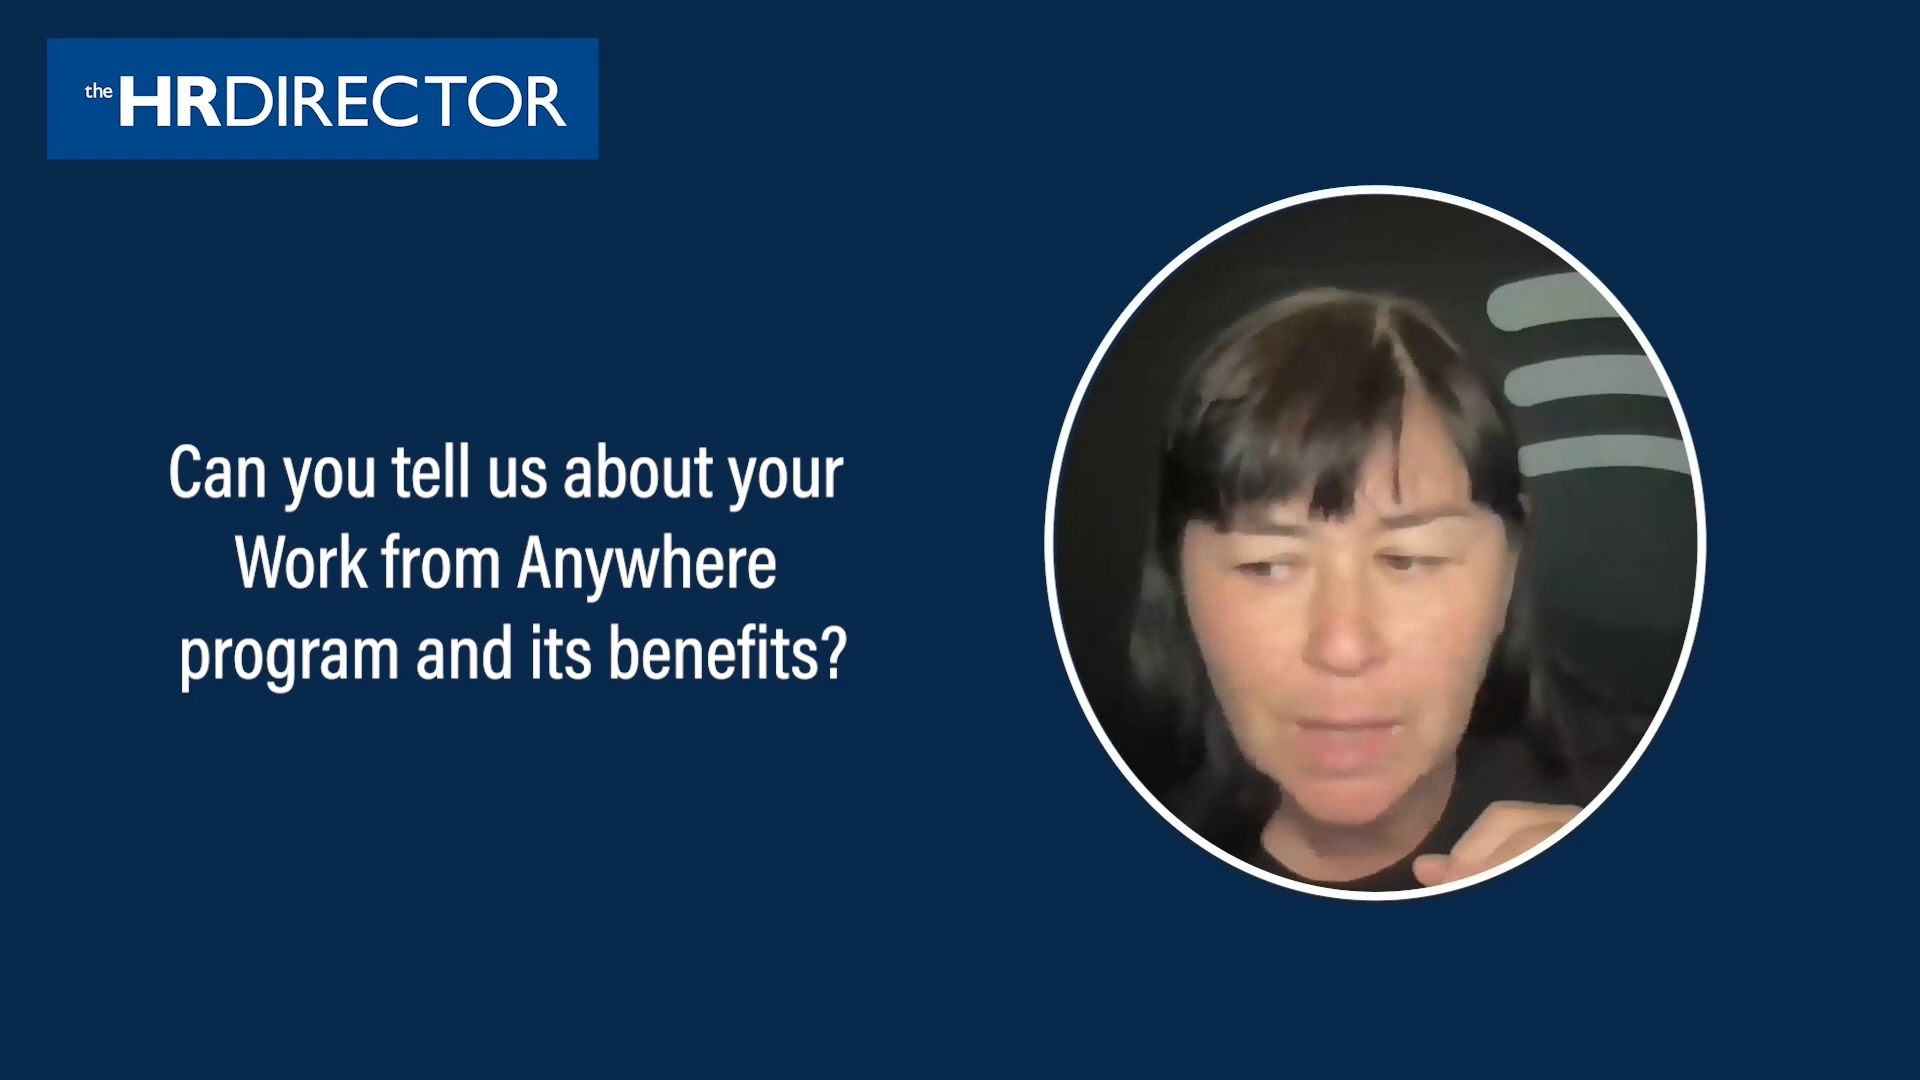 the HRDIRECTOR
Can you tell us about your
Work from Anywhere
program and its benefits?